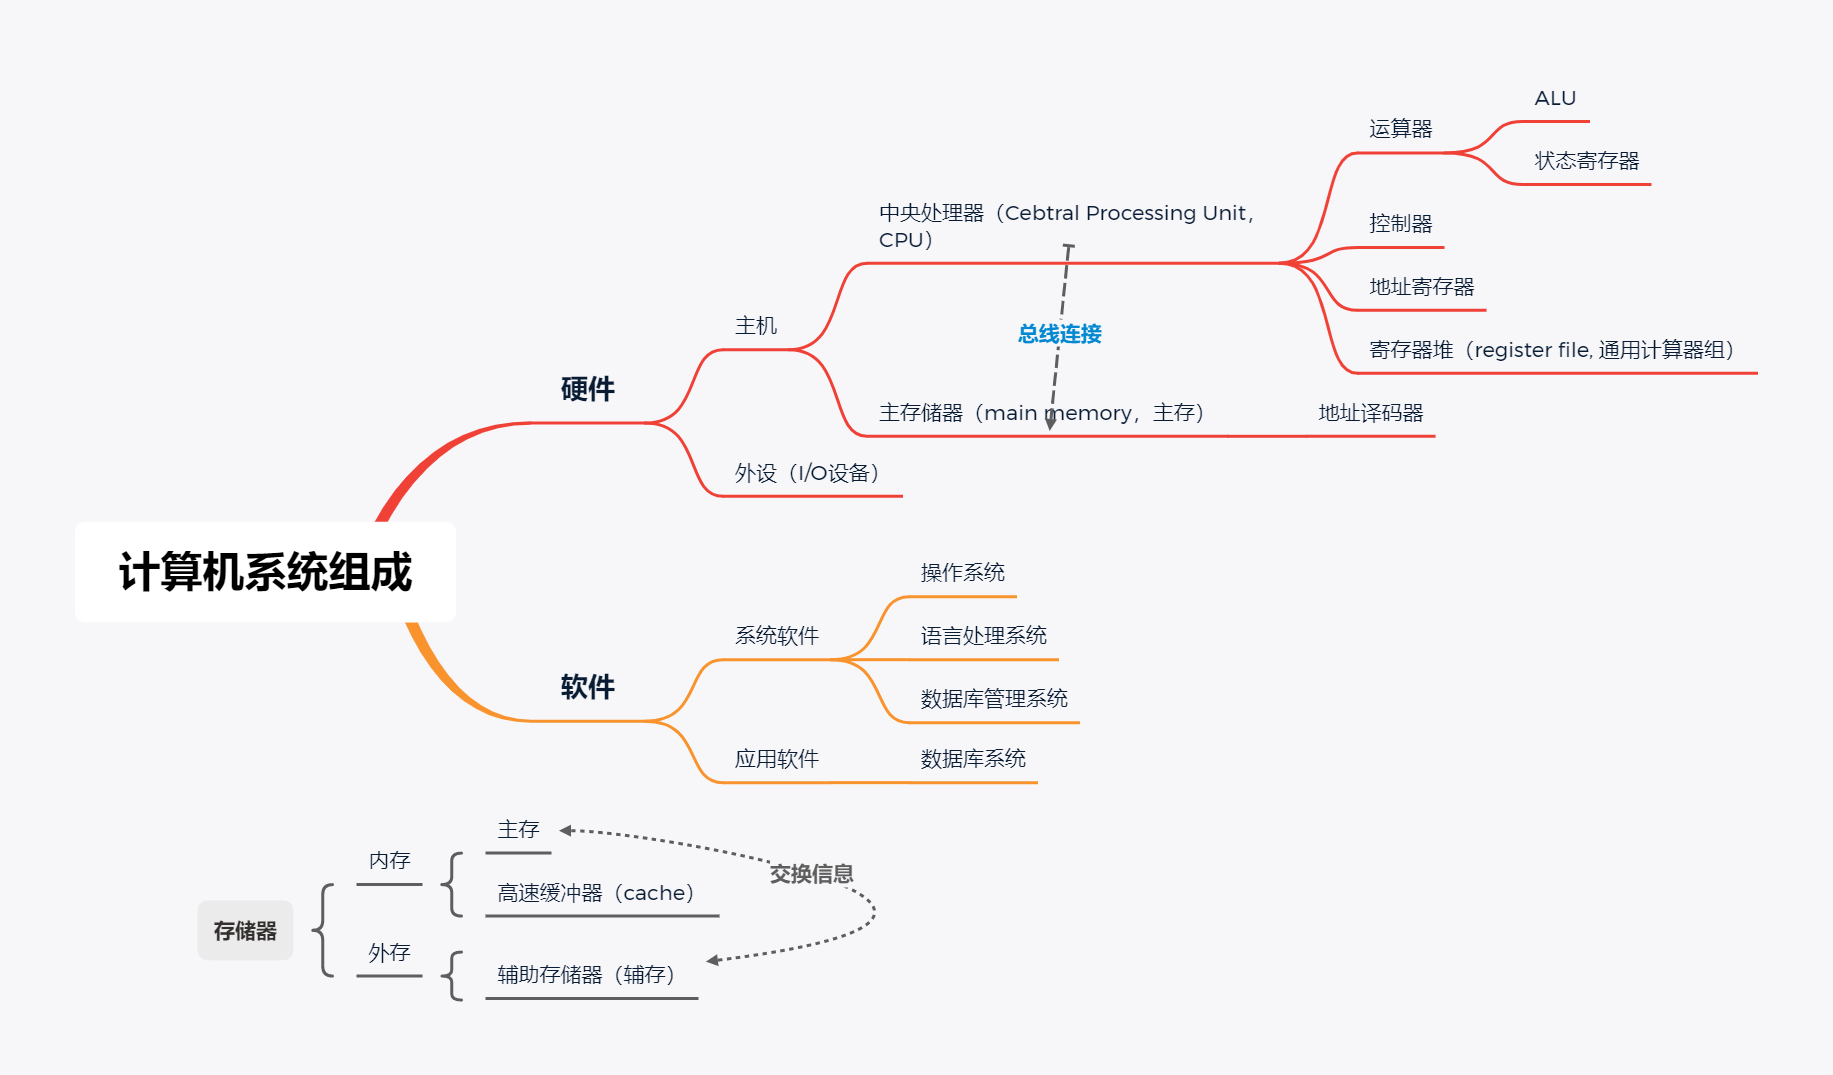 计算机系统组成
硬件
主机
中央处理器（Cebtral Processing Unit，
CPU）
运算器
ALU
状态寄存器
控制器
地址寄存器
寄存器堆（register file, 通用计算器组）
总线连接
主存储器（main memory，主存）
地址译码器
外设（I/O设备）
软件
系统软件
操作系统
语言处理系统
数据库管理系统
应用软件
数据库系统
存储器
内存
主存
高速缓冲器（cache）
交换信息
外存
辅助存储器（辅存）